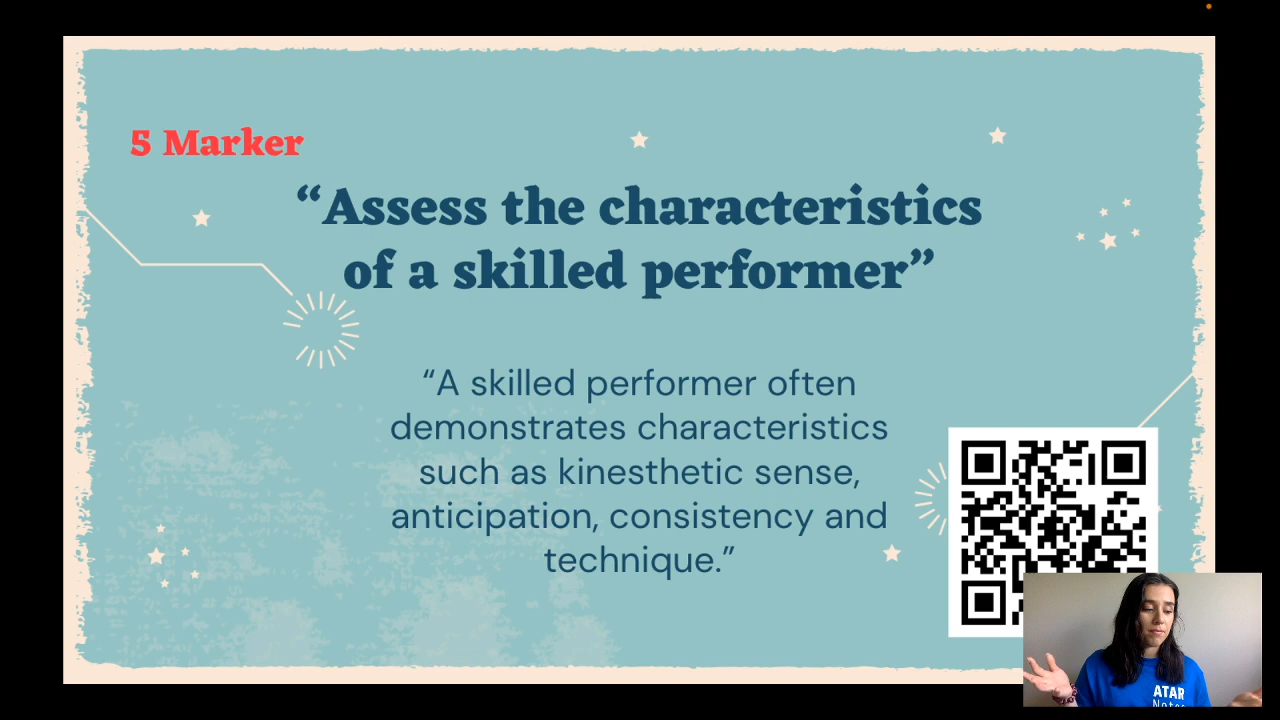 5 Marker
“Assess the characteristics
of a skilled performer”
“A skilled performer often
demonstrates characteristics
such as kinesthetic sense,
anticipation, consistency and
technique.”
ATAR
Notes